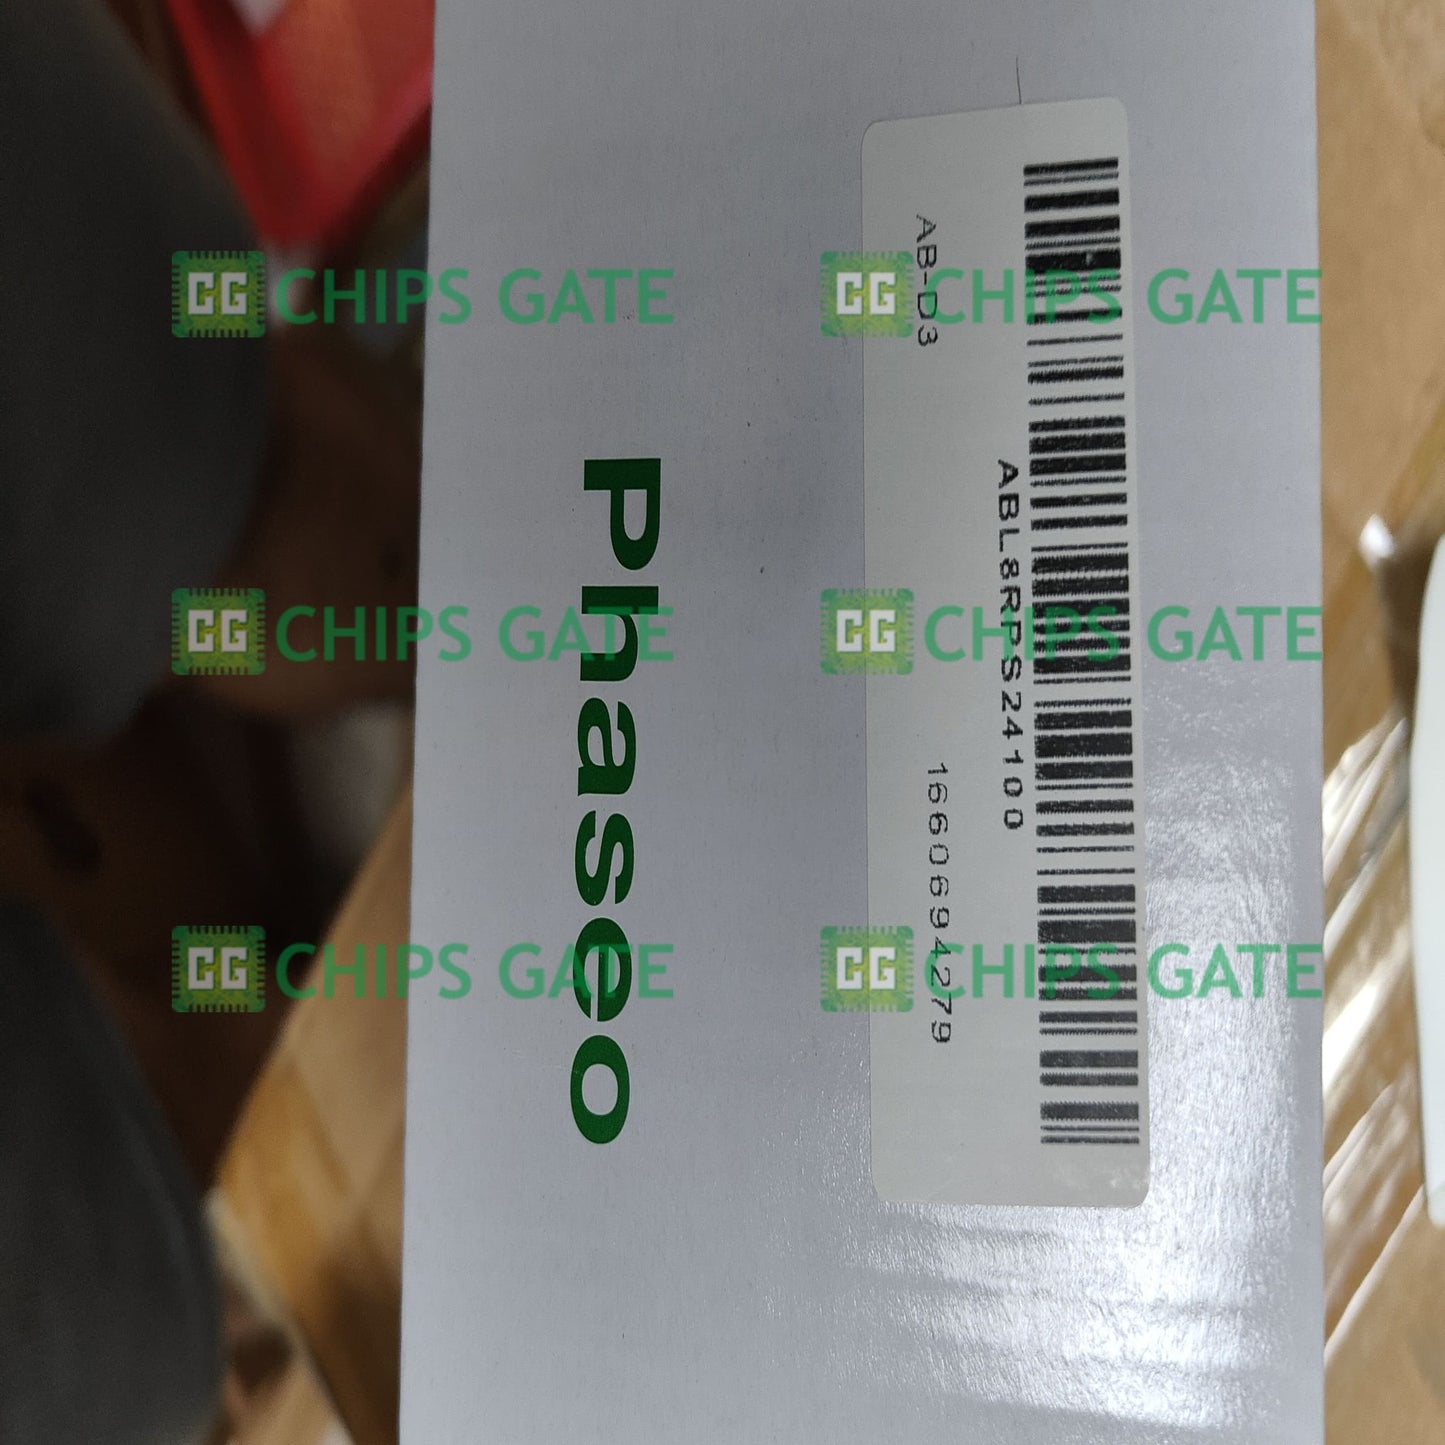 AB-D3
ABL8RPS24100
1660694279
Phaseo
CG CHIPS GATE
CG CHIPS GATE
CG CHIPS GATE
CG CHIPS GATE
CG CHIPS GATE
CG CHIPS GATE